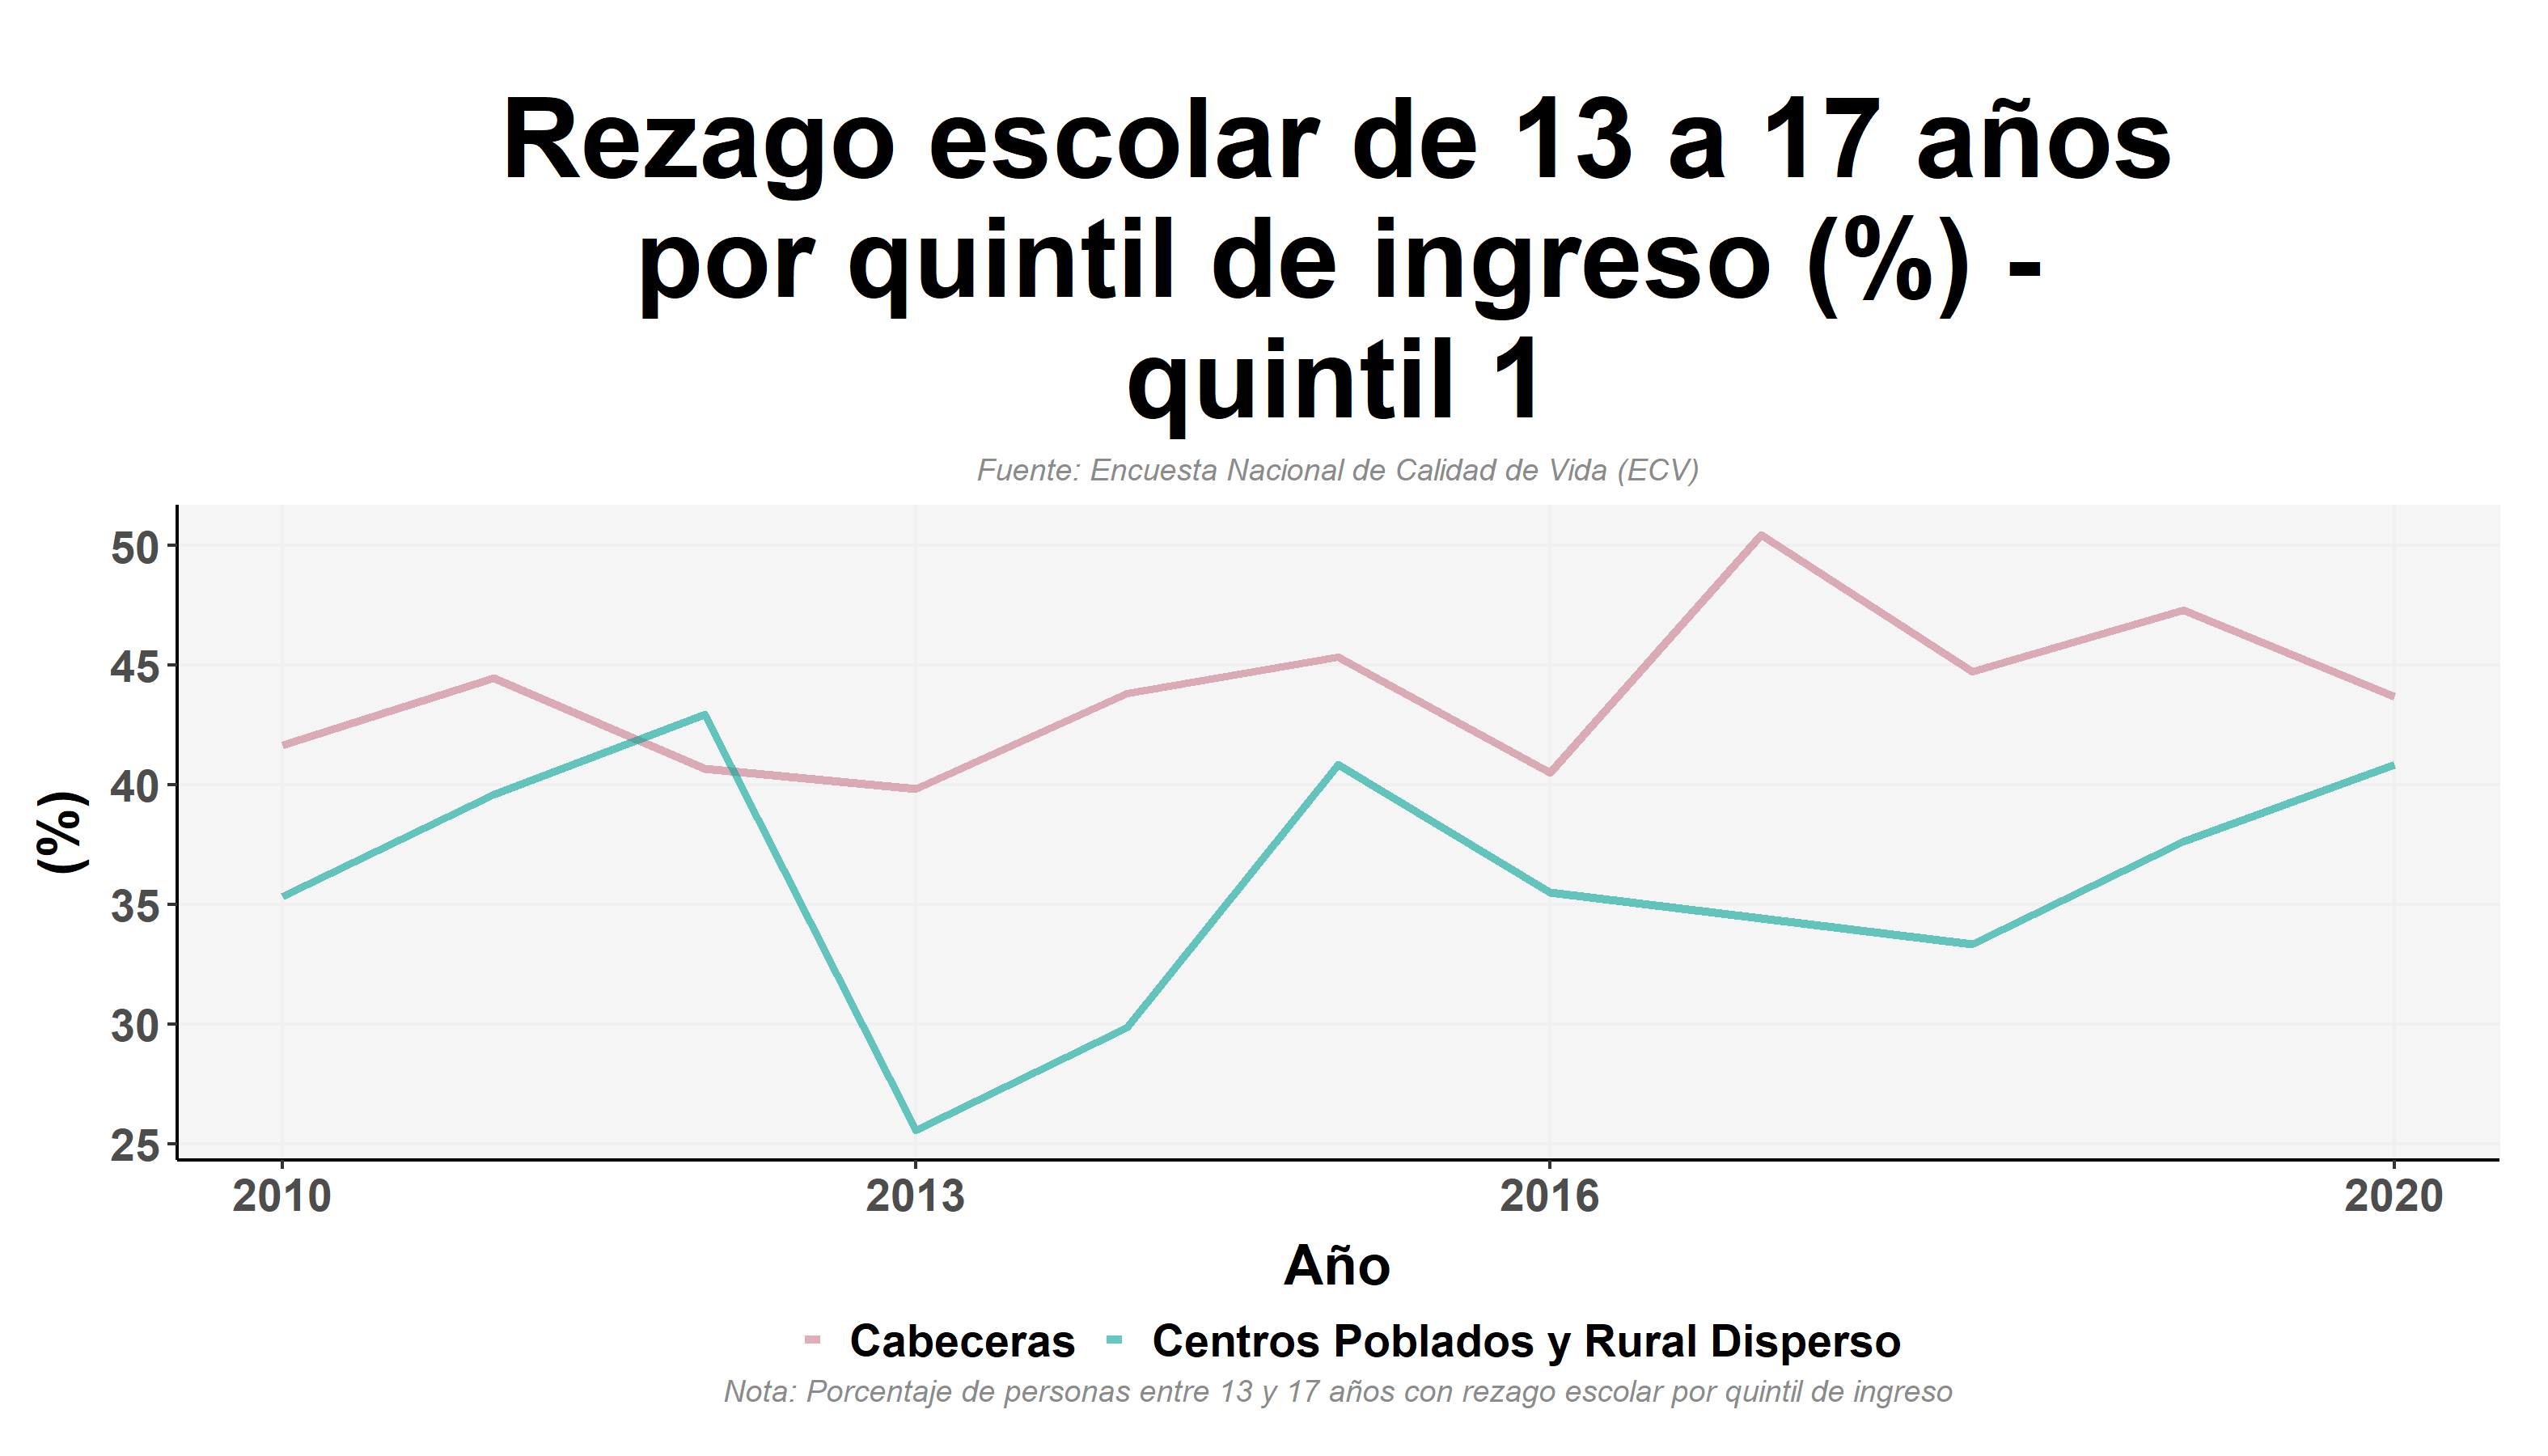 Rezago escolar de 13 a 17 años
por quintil de ingreso (%) -
quintil 1
Fuente: Encuesta Nacional de Calidad de Vida (ECV)
50
45
40
35
30
25
(%)
2010 2013 2016 2020
Año
Cabeceras Centros Poblados y Rural Disperso
Nota: Porcentaje de personas entre 13 y 17 años con rezago escolar por quintil de ingreso